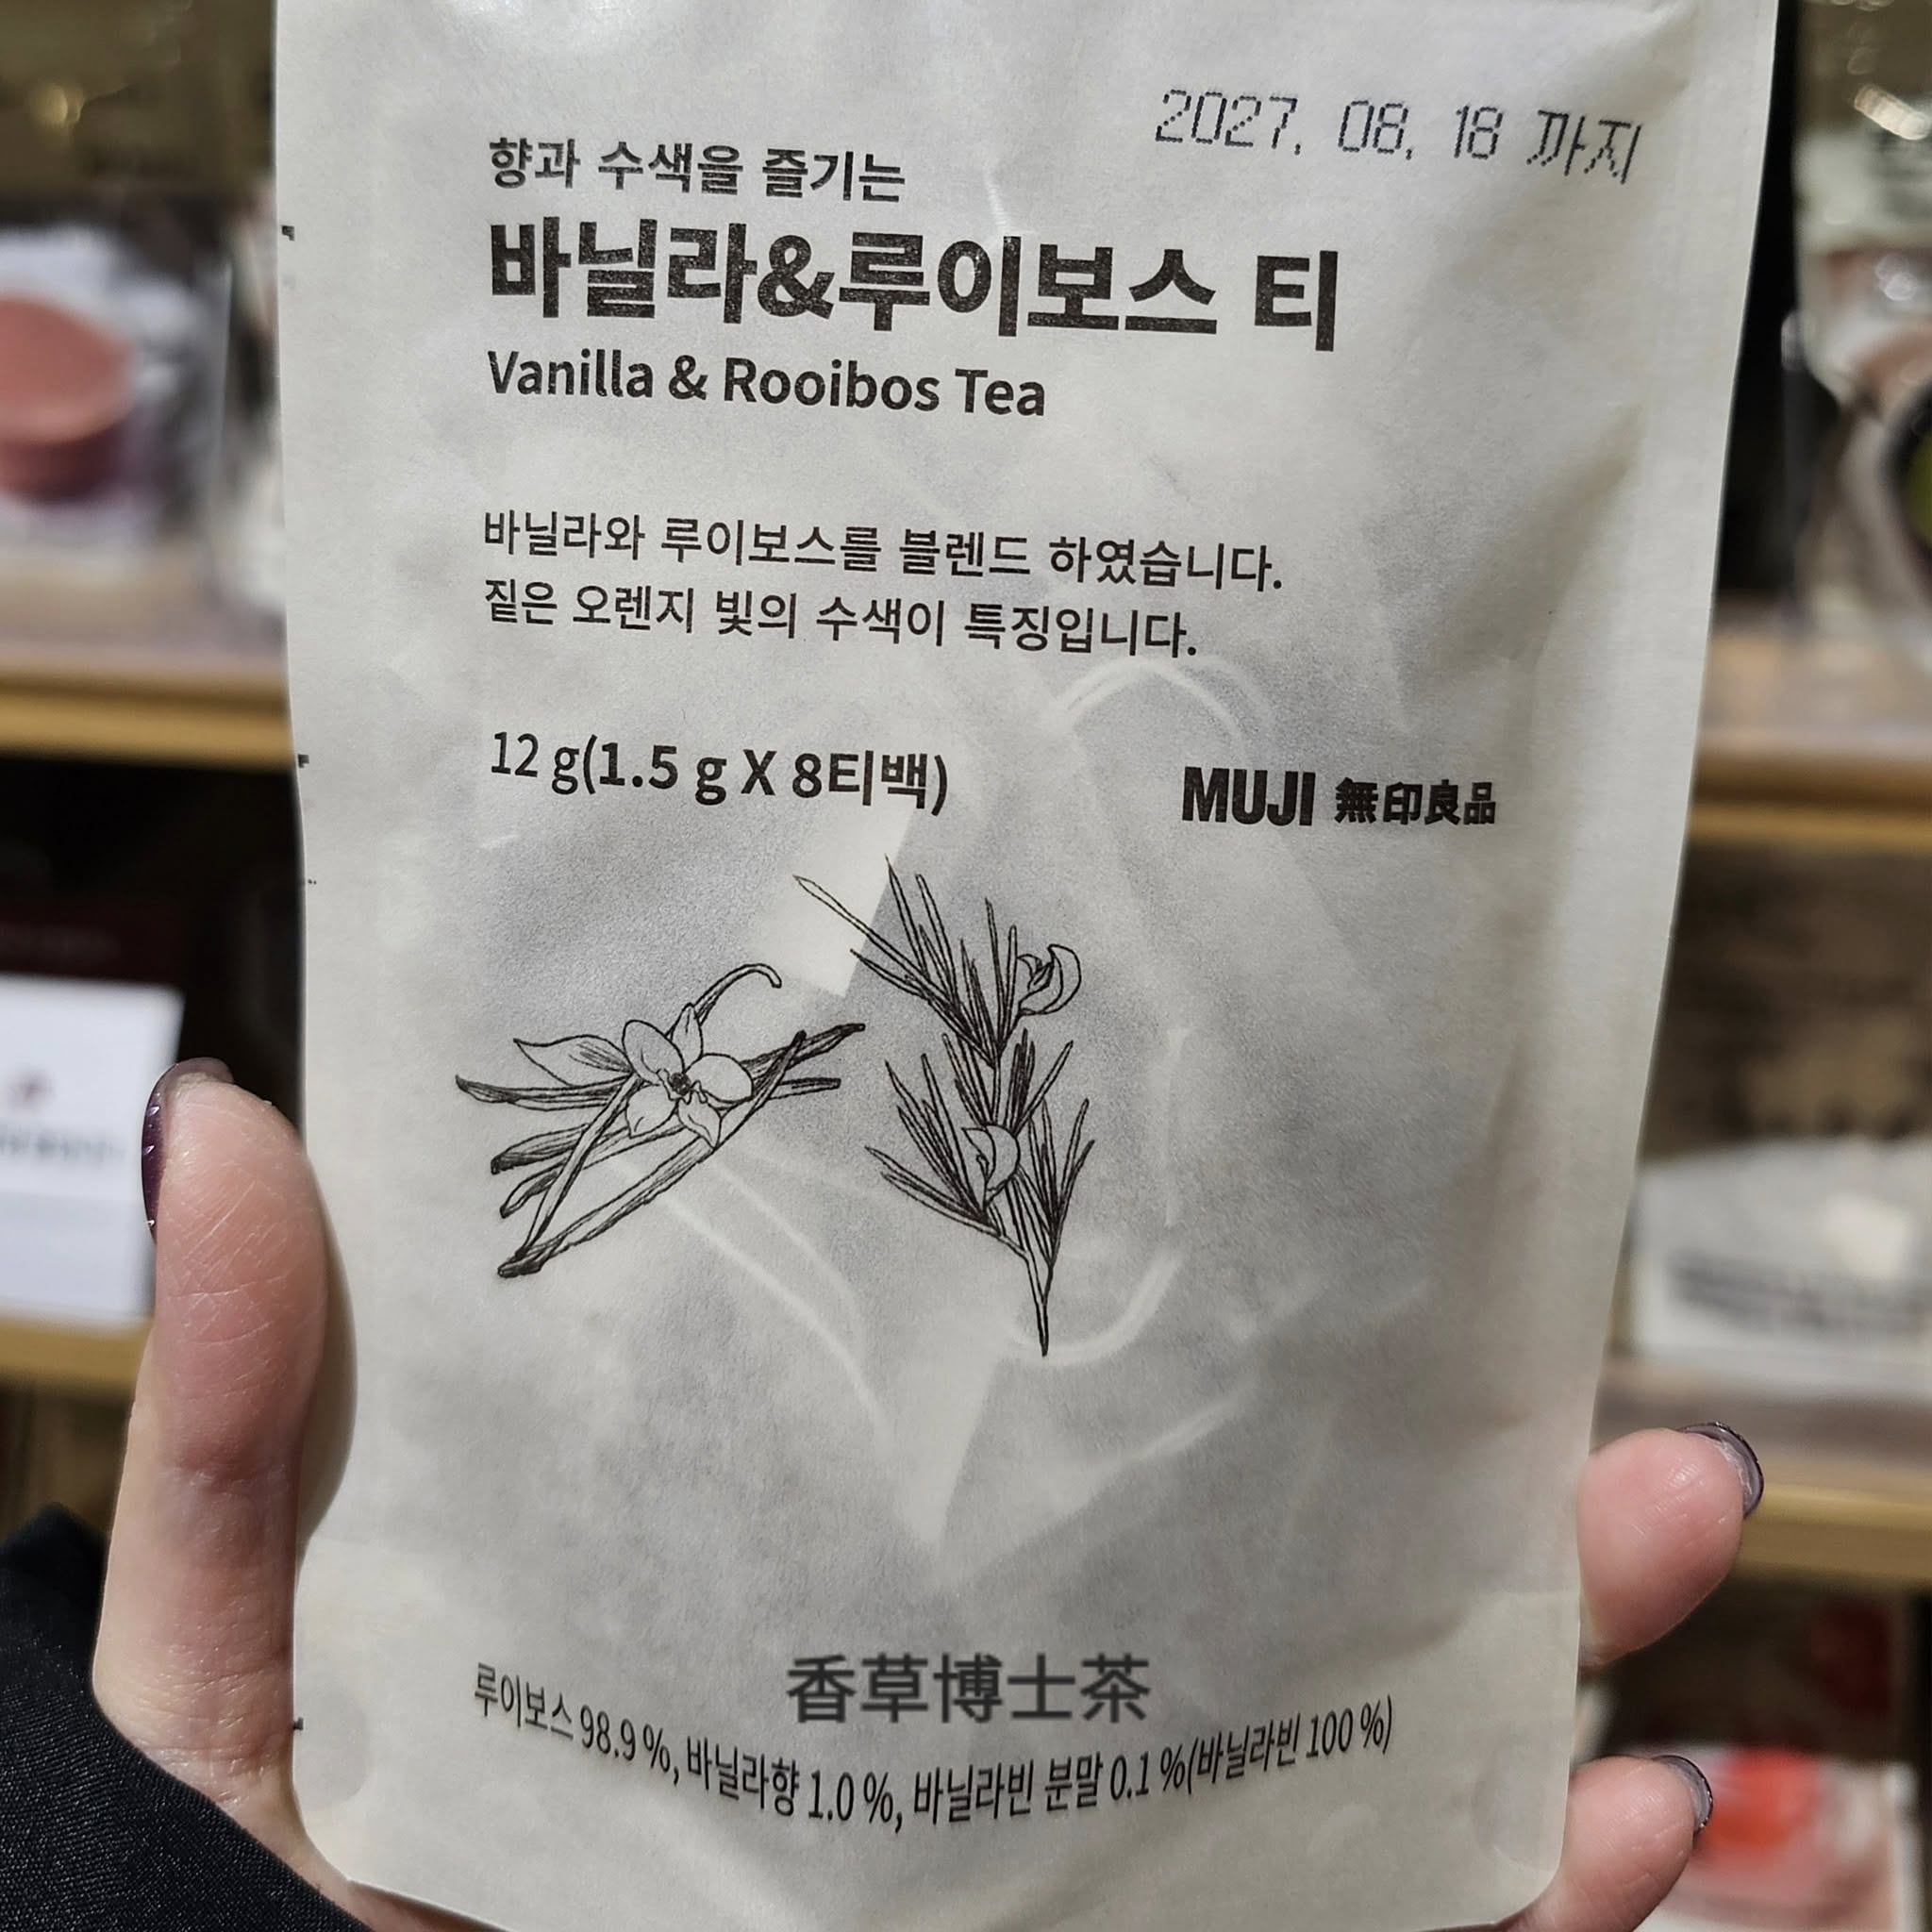 2027. 08. 18 까지
향과 수색을 즐기는
바닐라&루이보스 티
Vanilla & Rooibos Tea
바닐라와 루이보스를 블렌드 하였습니다.
짙은 오렌지 빛의 수색이 특징입니다.
12 g(1.5 g X 8티백)
MUJI 無印良品
香草博士茶
루이보스 98.9 %, 바닐라향 1.0 %, 바닐라빈 분말 0.1 %(바닐라빈 100 %)